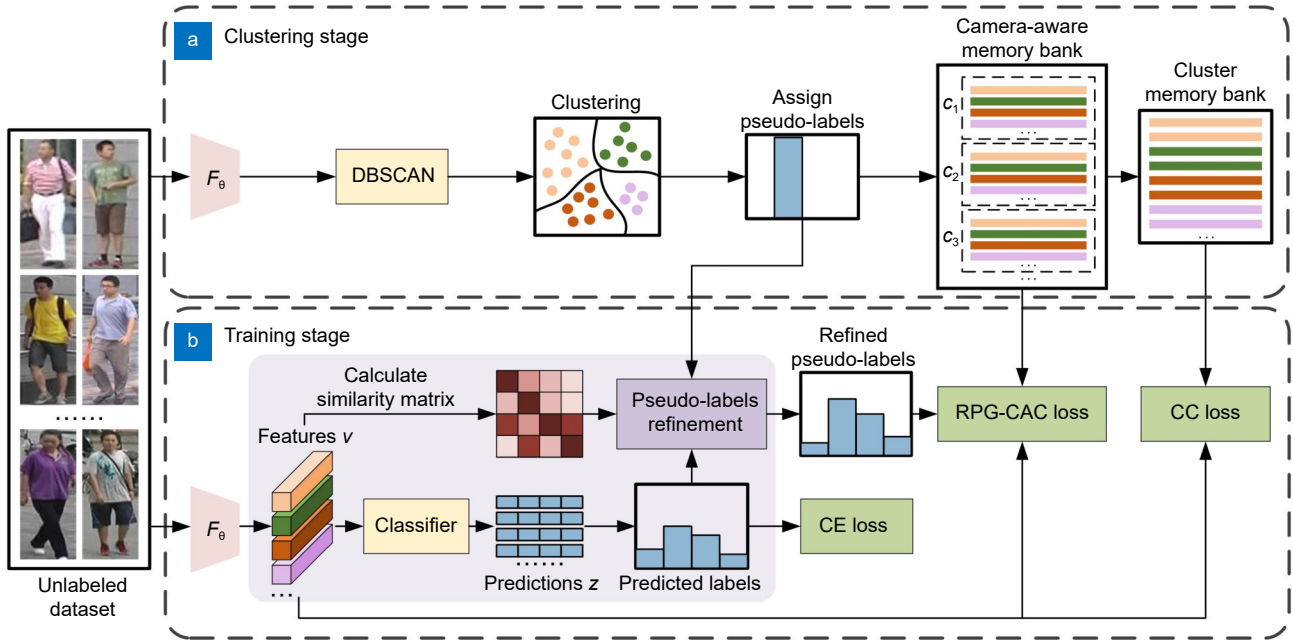 a Clustering stage
Camera-aware
memory bank
Cluster
memory bank
Clustering
Assign
pseudo-labels
c1
...
c2
...
c3
...
...
...
Fθ
DBSCAN
b Training stage
Calculate
similarity matrix
Features v
Pseudo-labels
refinement
Refined
pseudo-labels
RPG-CAC loss
CC loss
......
Fθ
Classifier
......
Predictions z
Predicted labels
CE loss
...
Unlabeled
dataset